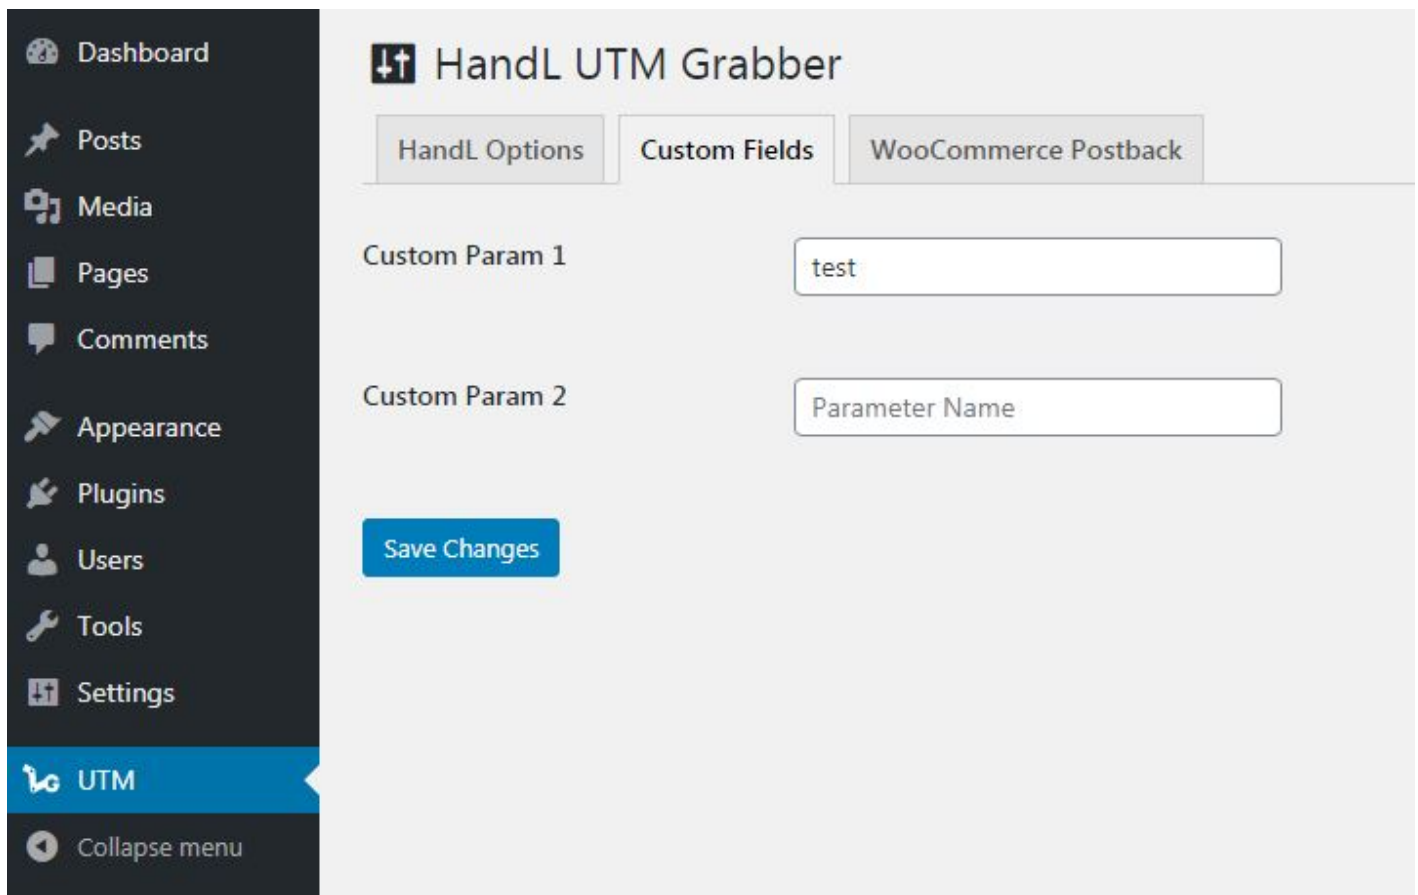 Dashboard
Posts
Media
Pages
Comments
Appearance
Plugins
Users
Tools
Settings
UTM
Collapse menu
HandL UTM Grabber
HandL Options
Custom Fields
WooCommerce Postback
Custom Param 1
test
Custom Param 2
Parameter Name
Save Changes